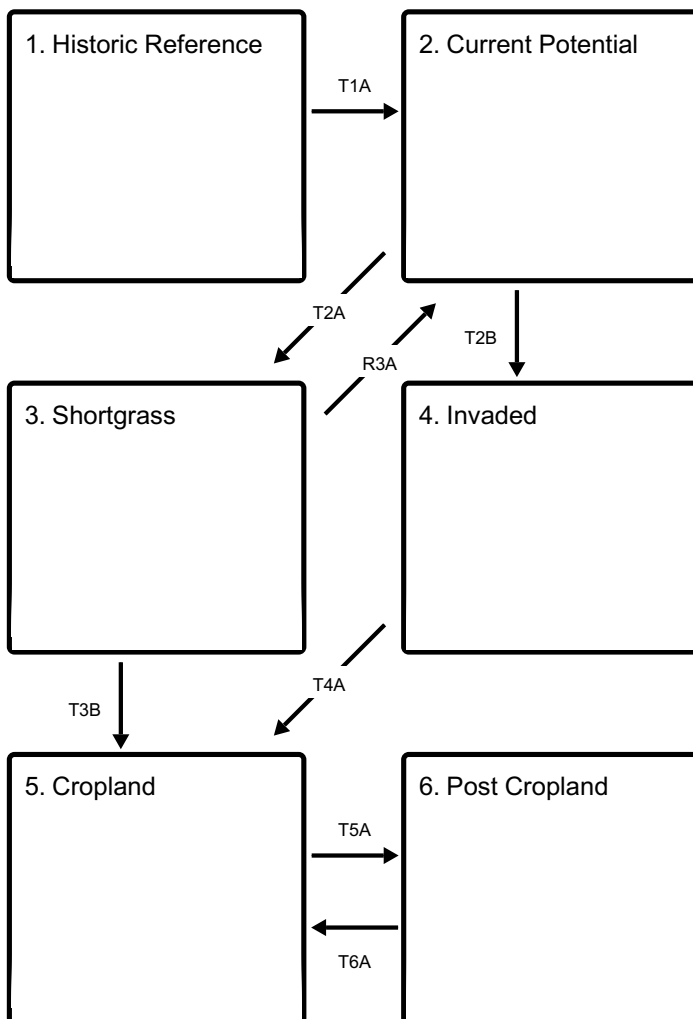 1. Historic Reference
2. Current Potential
T1A
T2A
R3A
T2B
3. Shortgrass
4. Invaded
T4A
T3B
5. Cropland
6. Post Cropland
T5A
T6A